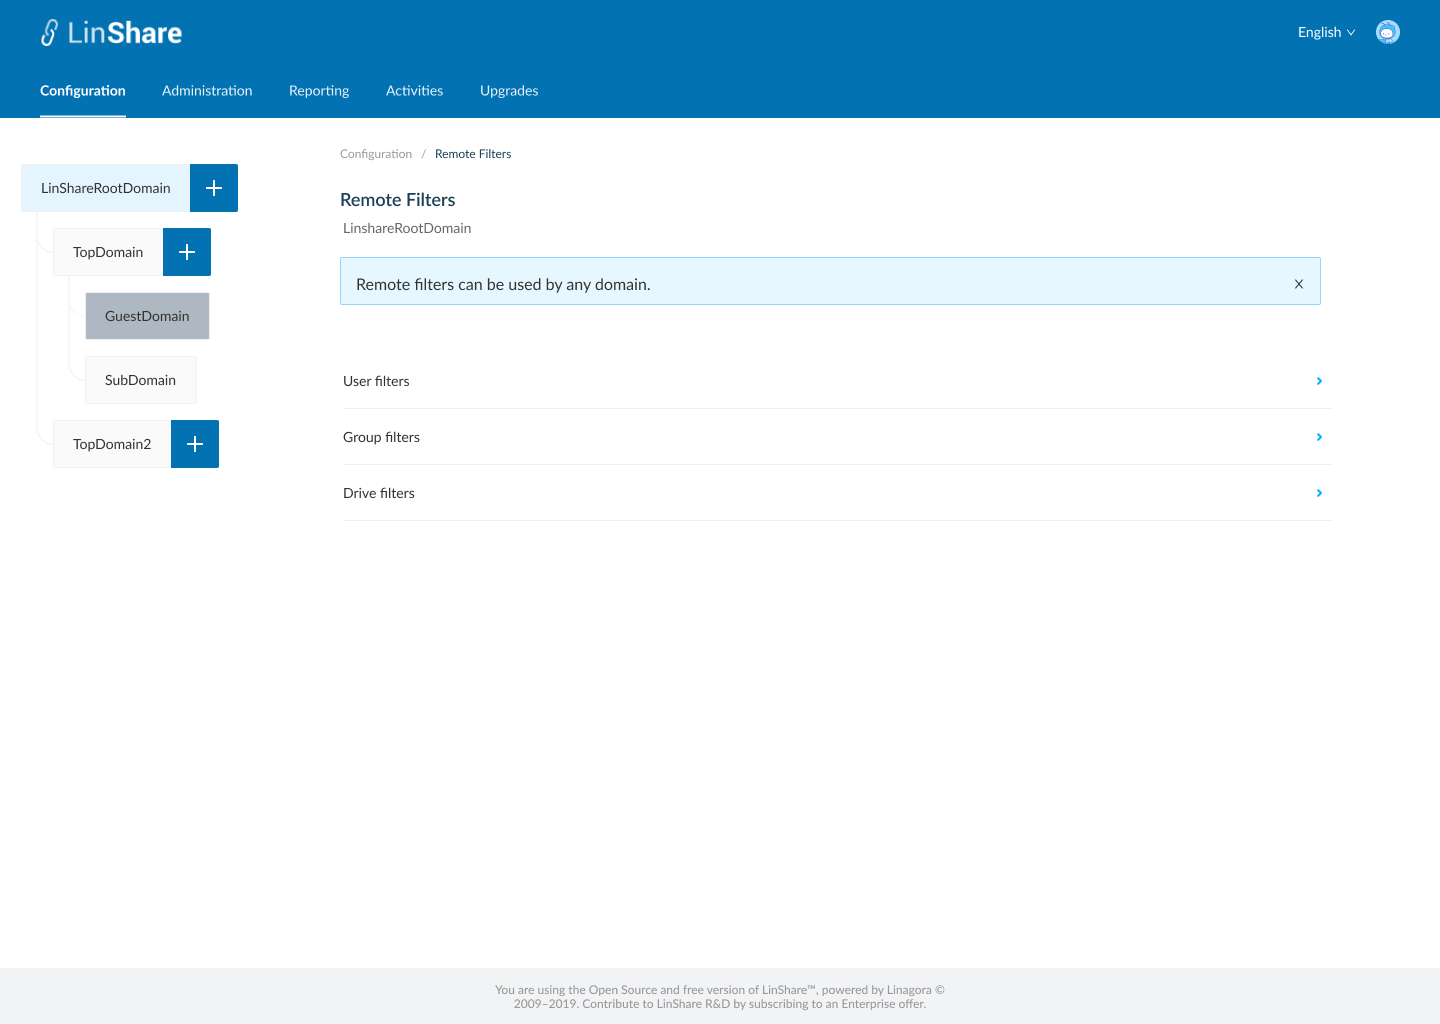 LinShare
English
Configuration Administration Reporting Activities Upgrades
Configuration / Remote Filters
LinShareRootDomain
TopDomain
GuestDomain
SubDomain
TopDomain2
Remote Filters
LinshareRootDomain
Remote filters can be used by any domain.
User filters
Group filters
Drive filters
You are using the Open Source and free version of LinShare™, powered by Linagora ©
2009–2019. Contribute to LinShare R&D by subscribing to an Enterprise offer.